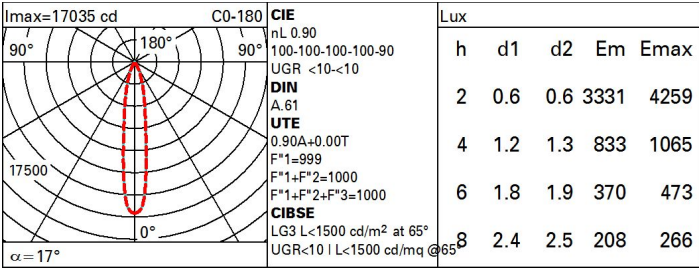 Imax=17035 cd C0-180
90° 180° 90°
17500
0°
α=17°
CIE
nL 0.90
100-100-100-100-90
UGR <10-<10
DIN
A.61
UTE
0.90A+0.00T
F"1=999
F"1+F"2=1000
F"1+F"2+F"3=1000
CIBSE
LG3 L<1500 cd/m² at 65°
UGR<10 | L<1500 cd/mq @65°
Lux
h d1 d2 Em Emax
2 0.6 0.6 3331 4259
4 1.2 1.3 833 1065
6 1.8 1.9 370 473
8 2.4 2.5 208 266